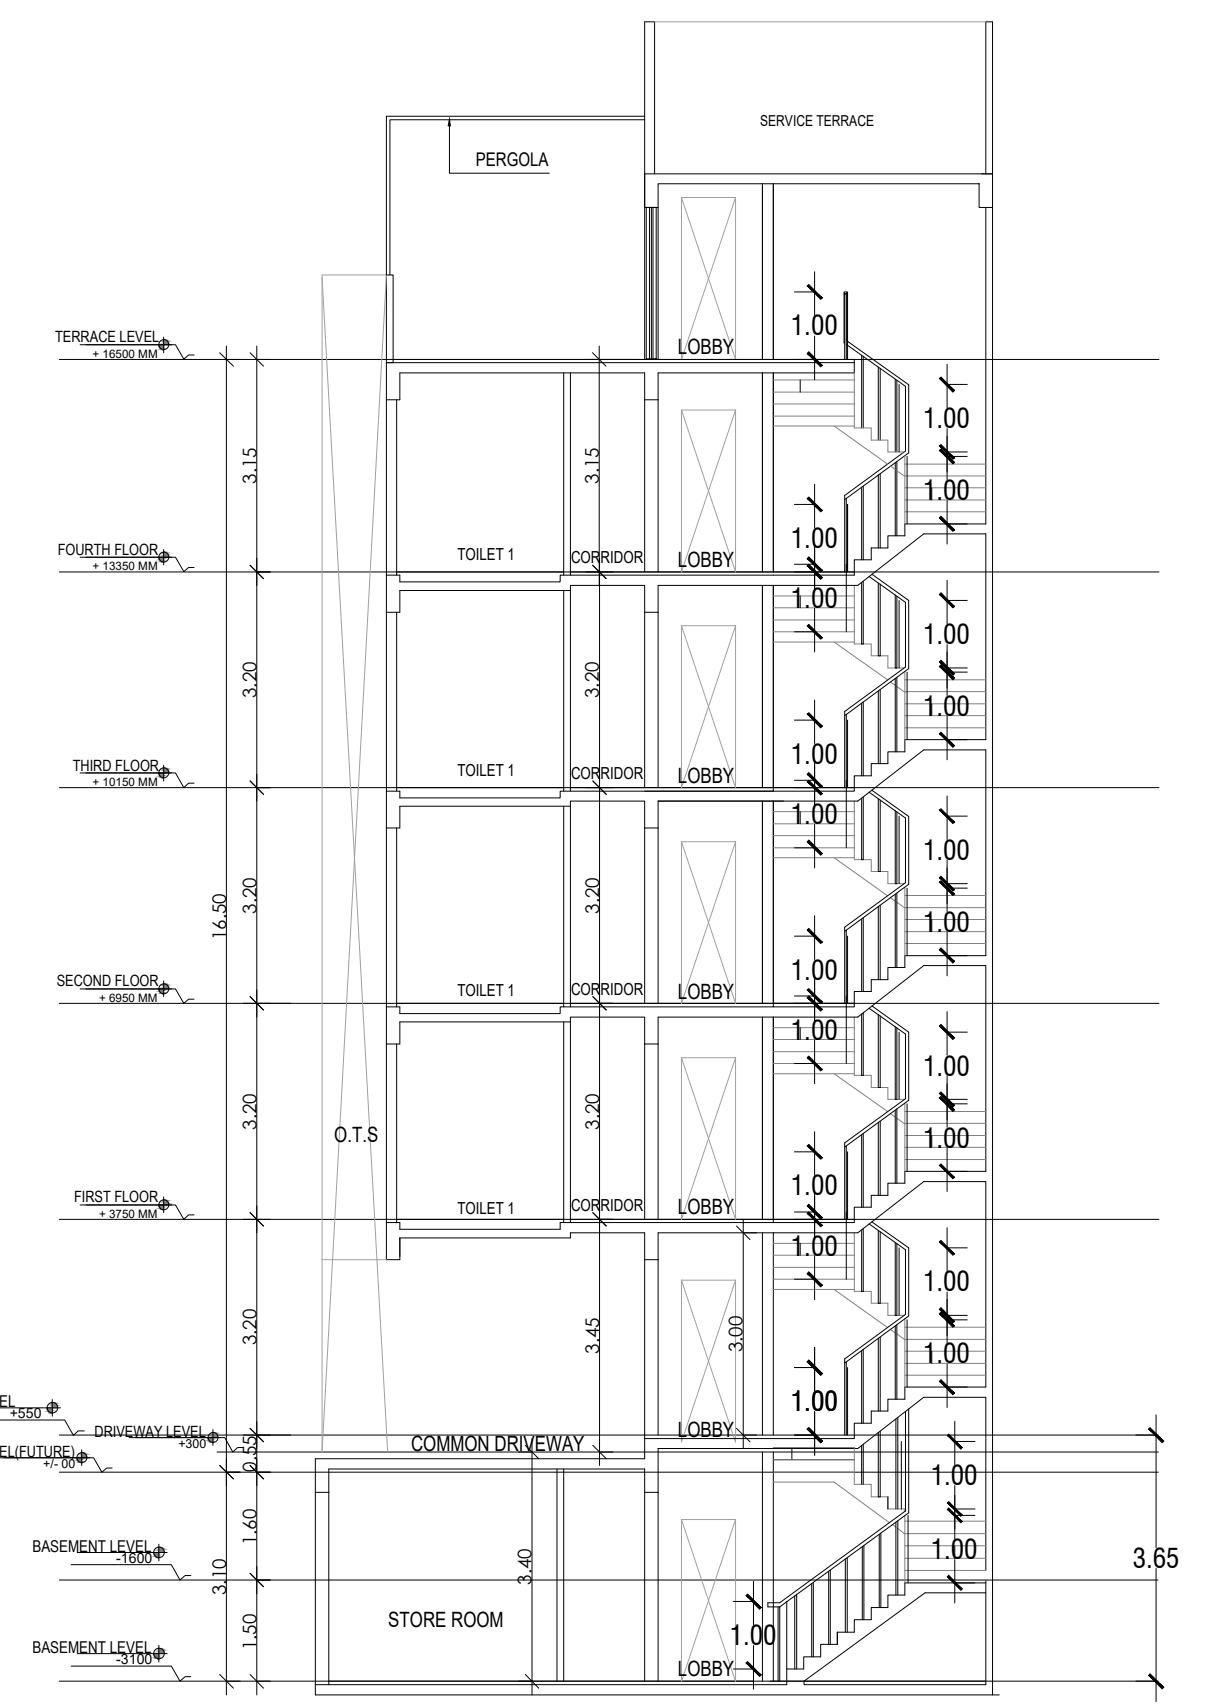 SERVICE TERRACE
PERGOLA
1.00
TERRACE LEVEL
+ 16500 MM
LOBBY
1.00
3.15
3.15
1.00
1.00
FOURTH FLOOR
+ 13350 MM
TOILET 1
CORRIDOR
LOBBY
1.00
1.00
3.20
3.20
1.00
1.00
THIRD FLOOR
+ 10150 MM
TOILET 1
CORRIDOR
LOBBY
1.00
1.00
16.50
3.20
3.20
1.00
1.00
SECOND FLOOR
+ 6950 MM
TOILET 1
CORRIDOR
LOBBY
1.00
1.00
3.20
3.20
O.T.S
1.00
1.00
FIRST FLOOR
+ 3750 MM
TOILET 1
CORRIDOR
LOBBY
1.00
1.00
3.20
3.45
3.00
1.00
1.00
EL
+550
DRIVEWAY LEVEL
+300
EL(FUTURE)
+/- 00
0.55
COMMON DRIVEWAY
LOBBY
1.00
1.60
3.10
3.40
1.00
3.65
BASEMENT LEVEL
-1600
1.50
STORE ROOM
1.00
BASEMENT LEVEL
-3100
LOBBY